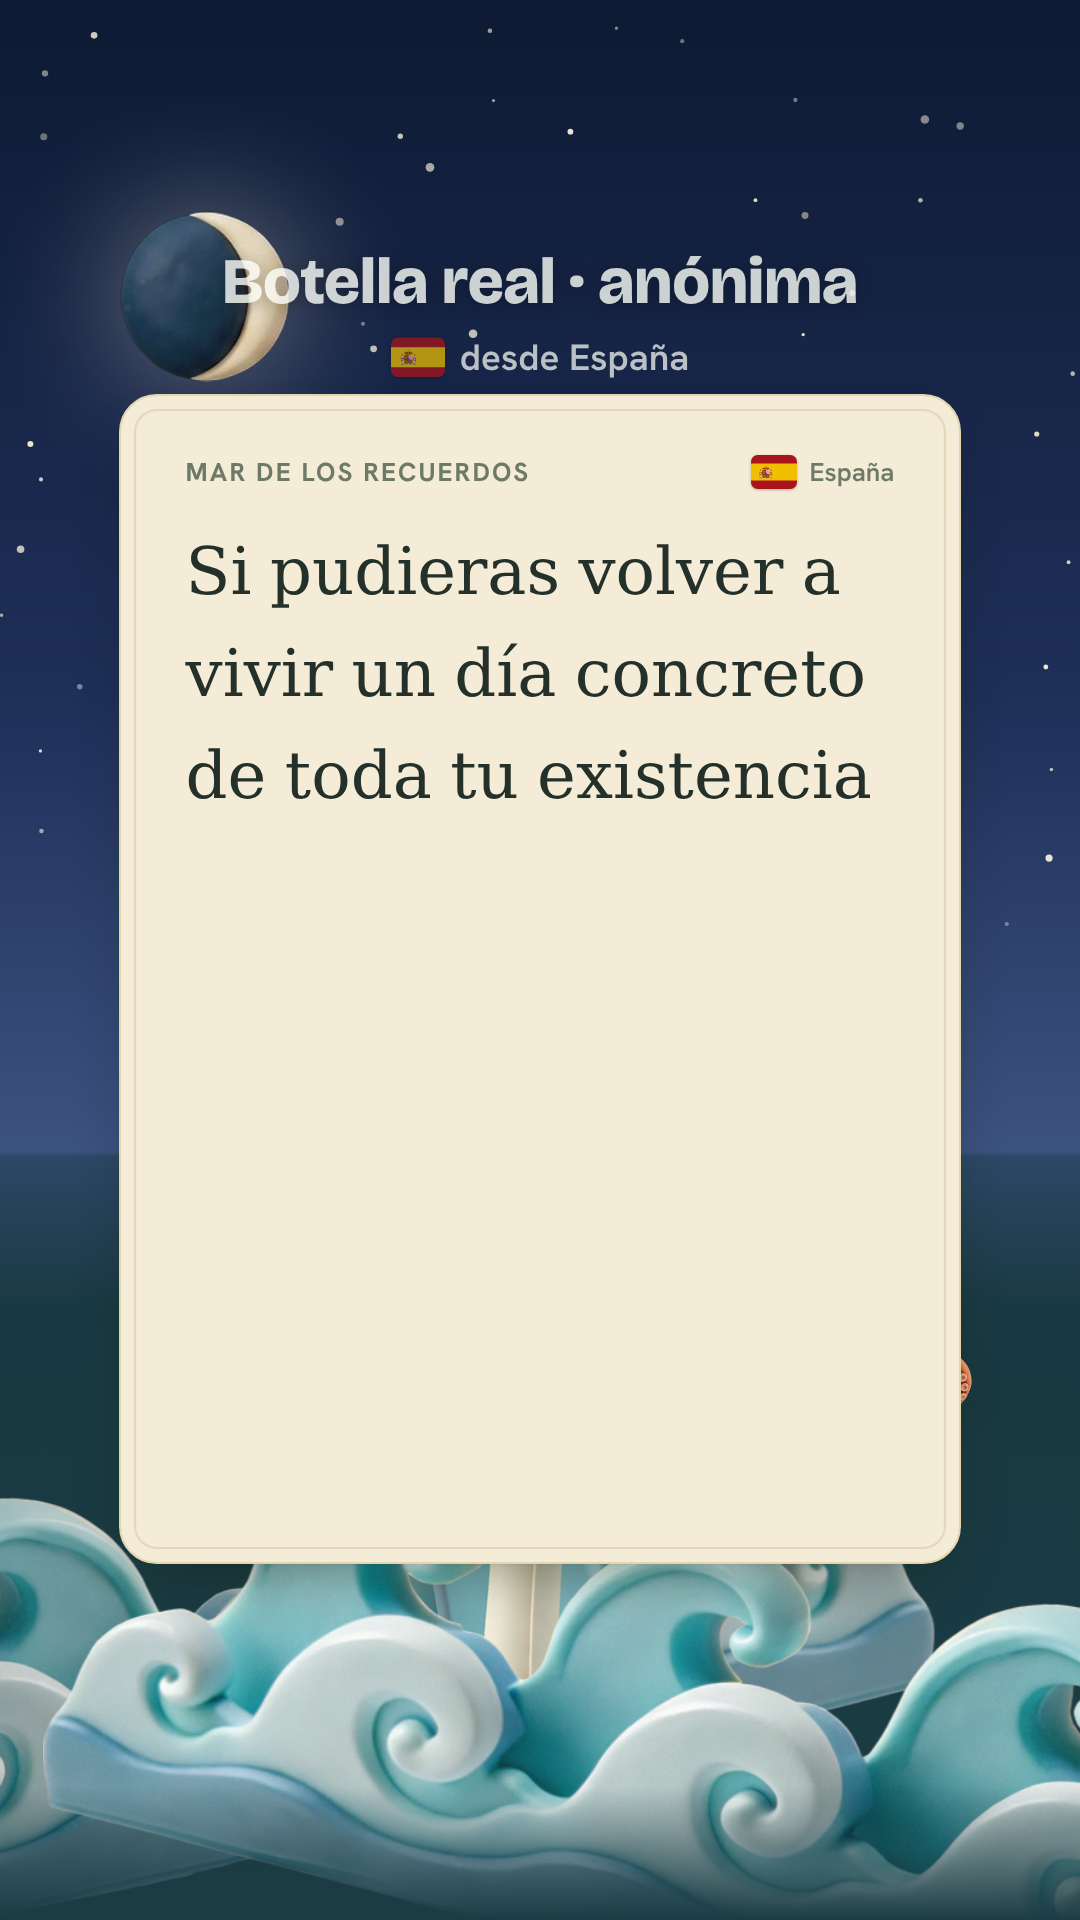 Botella real · anónima
desde España
MAR DE LOS RECUERDOS
España
Si pudieras volver a
vivir un día concreto
de toda tu existencia